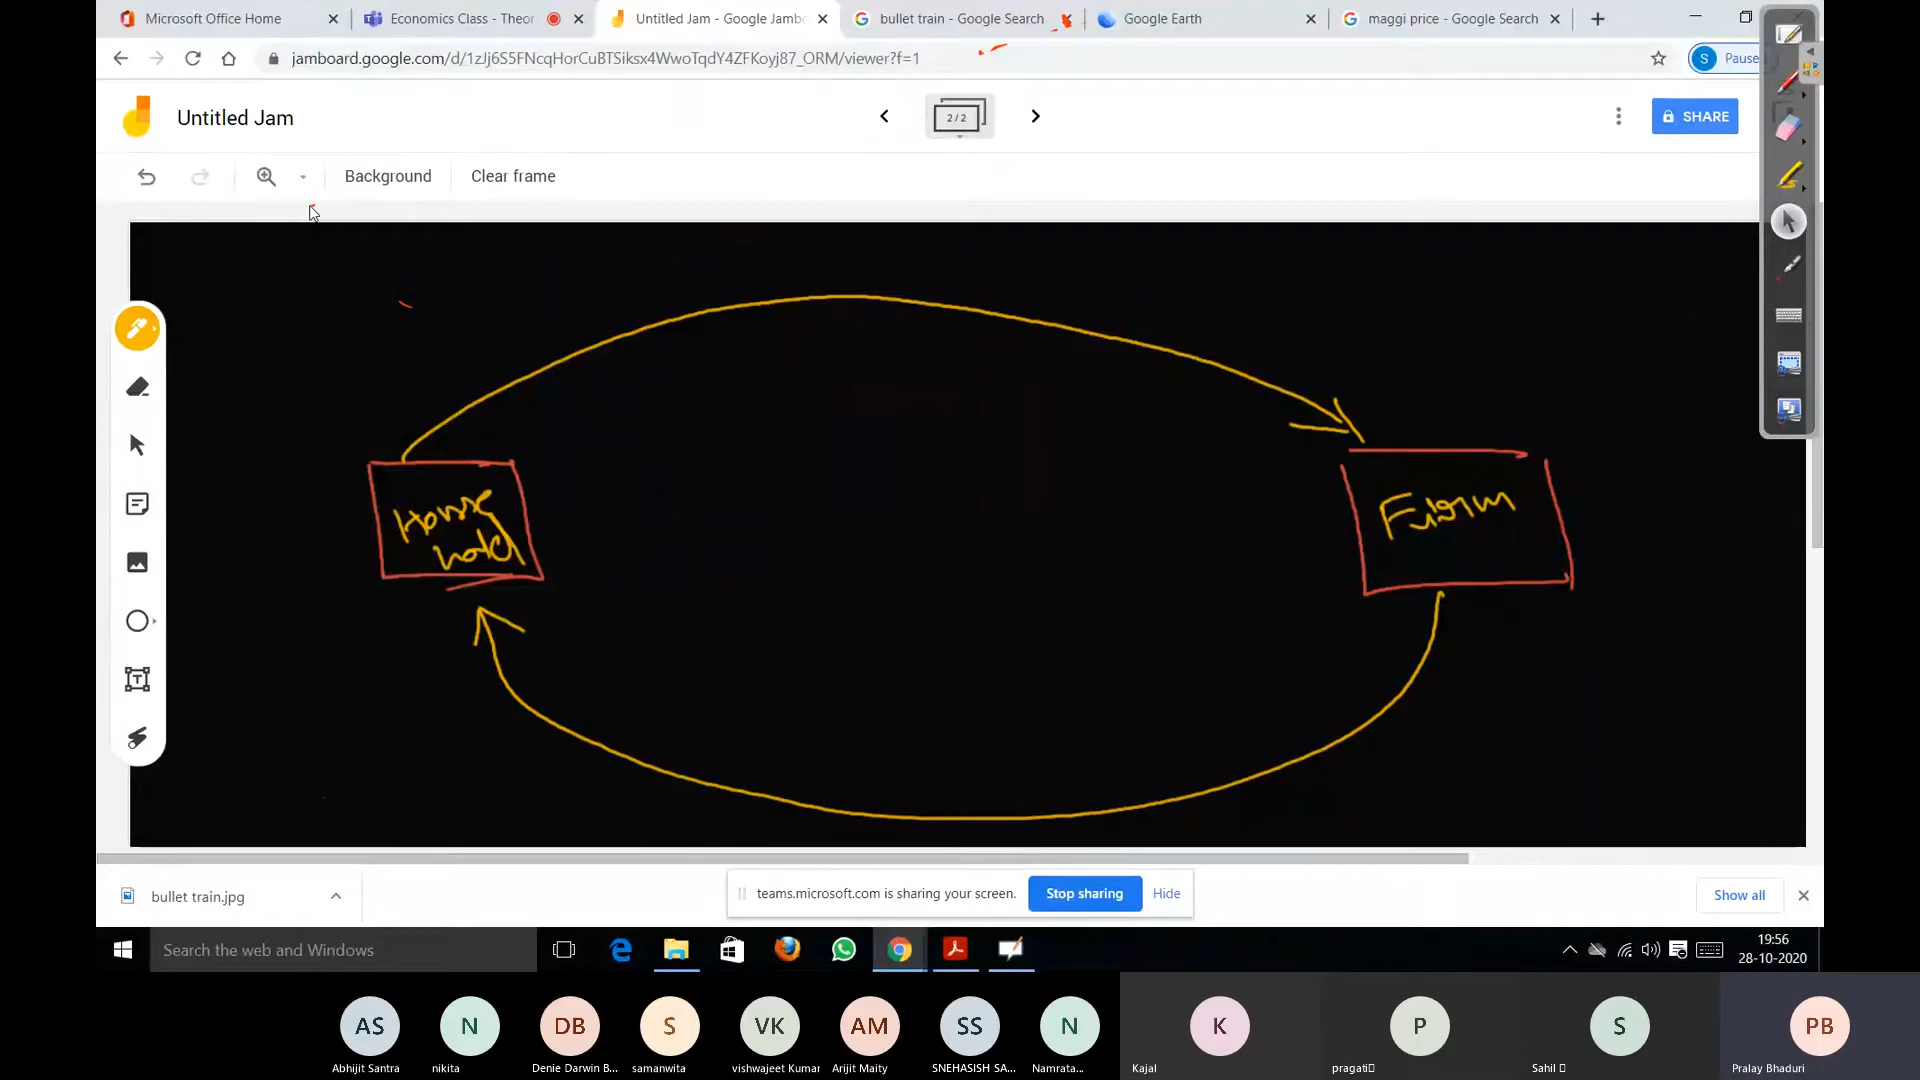 Microsoft Office Home
Economics Class - Theor
Untitled Jam - Google Jambo
bullet train - Google Search
Google Earth
maggi price - Google Search
jamboard.google.com/d/1zJj6S5FNcqHorCuBTSiksx4WwoTqdY4ZFKoyj87_ORM/viewer?f=1
S
Pause
Untitled Jam
2 / 2
SHARE
Background
Clear frame
House
hold
bullet train.jpg
teams.microsoft.com is sharing your screen.
Stop sharing
Hide
Show all
Search the web and Windows
19:56
28-10-2020
AS
N
DB
S
VK
AM
SS
N
K
P
S
PB
Abhijit Santra
nikita
Denie Darwin B...
samanwita
vishwajeet Kumar
Arijit Maity
SNEHASISH SA...
Namrata...
Kajal
pragati
Sahil
Pralay Bhaduri